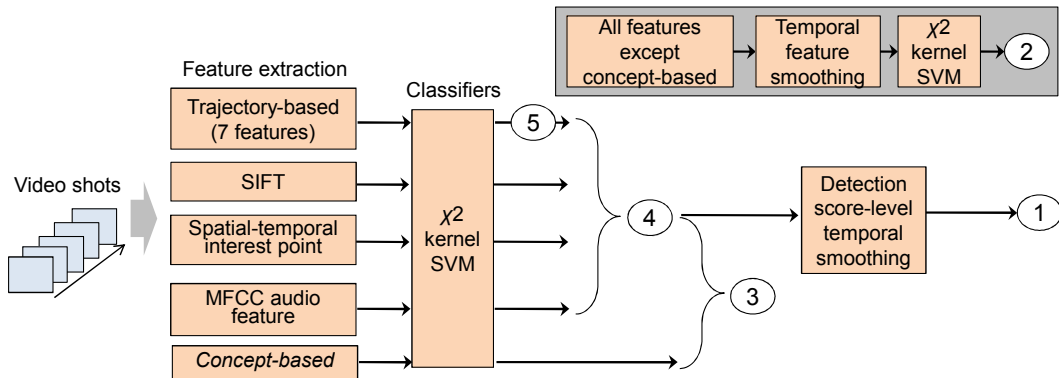 All features
except
concept-based
Temporal
feature
smoothing
χ2
kernel
SVM
2
Feature extraction
Classifiers
Trajectory-based
(7 features)
5
Video shots
SIFT
Spatial-temporal
interest point
MFCC audio
feature
Concept-based
χ2
kernel
SVM
4
3
Detection
score-level
temporal
smoothing
1